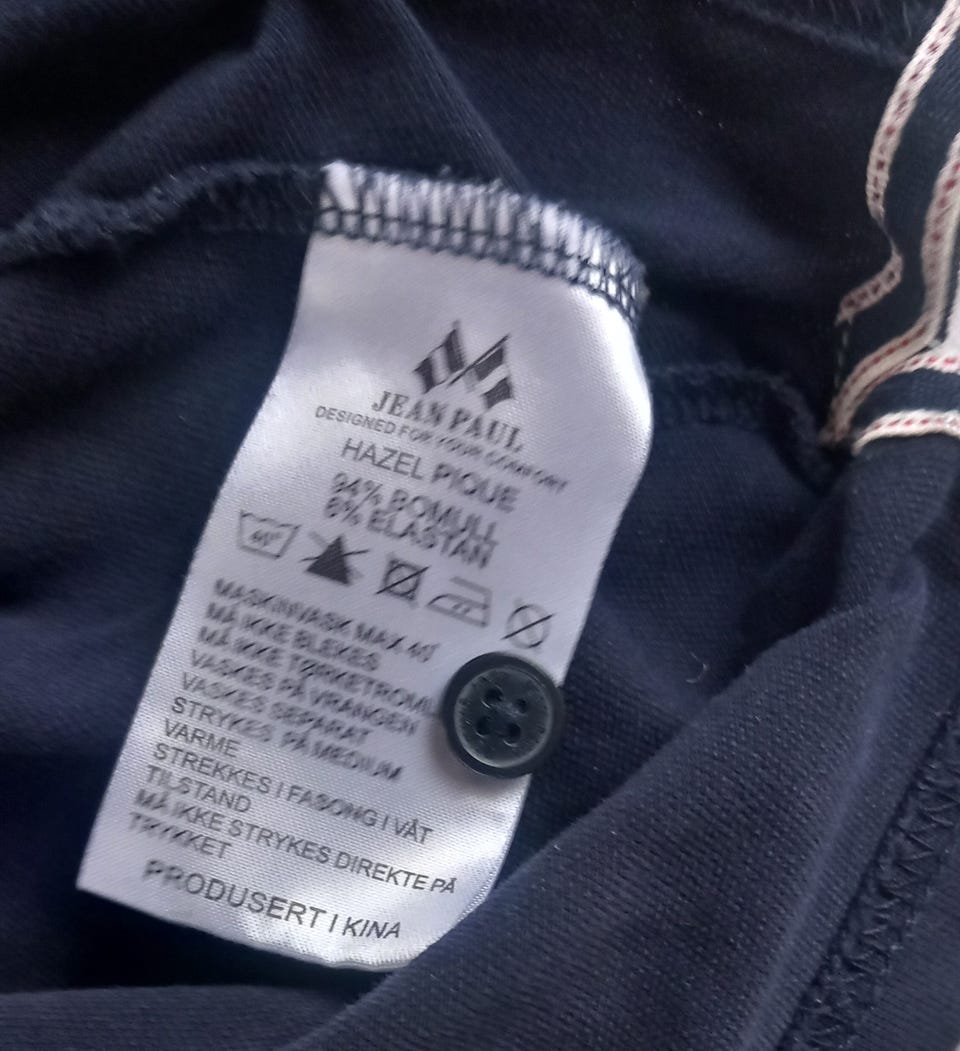 JEAN PAUL
DESIGNED FOR YOUR COMFORT
HAZEL PIQUE
94% BOMULL
6% ELASTAN
40°
MASKINVASK MAX 40°
MÅ IKKE BLEKES
MÅ IKKE TØRKETROM
VASKES PÅ VRANGEN
VASKES SEPARAT
STRYKES PÅ MEDIUM
VARME
STREKKES I FASONG I VÅT
TILSTAND
MÅ IKKE STRYKES DIREKTE PÅ
TRYKKET
PRODUSERT I KINA